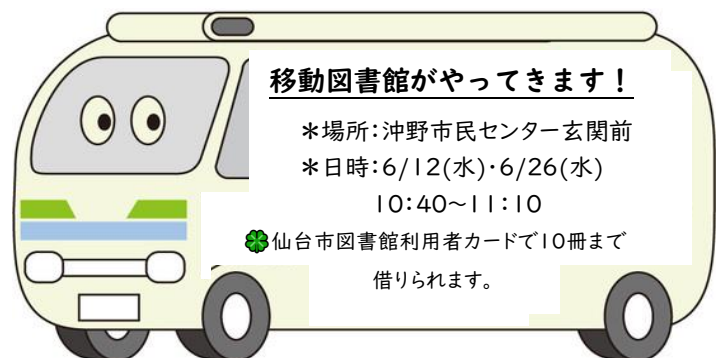 移動図書館がやってきます！
＊場所：沖野市民センター玄関前
＊日時：6/12(水)・6/26(水)
10：40～11：10
仙台市図書館利用者カードで10冊まで
借りられます。